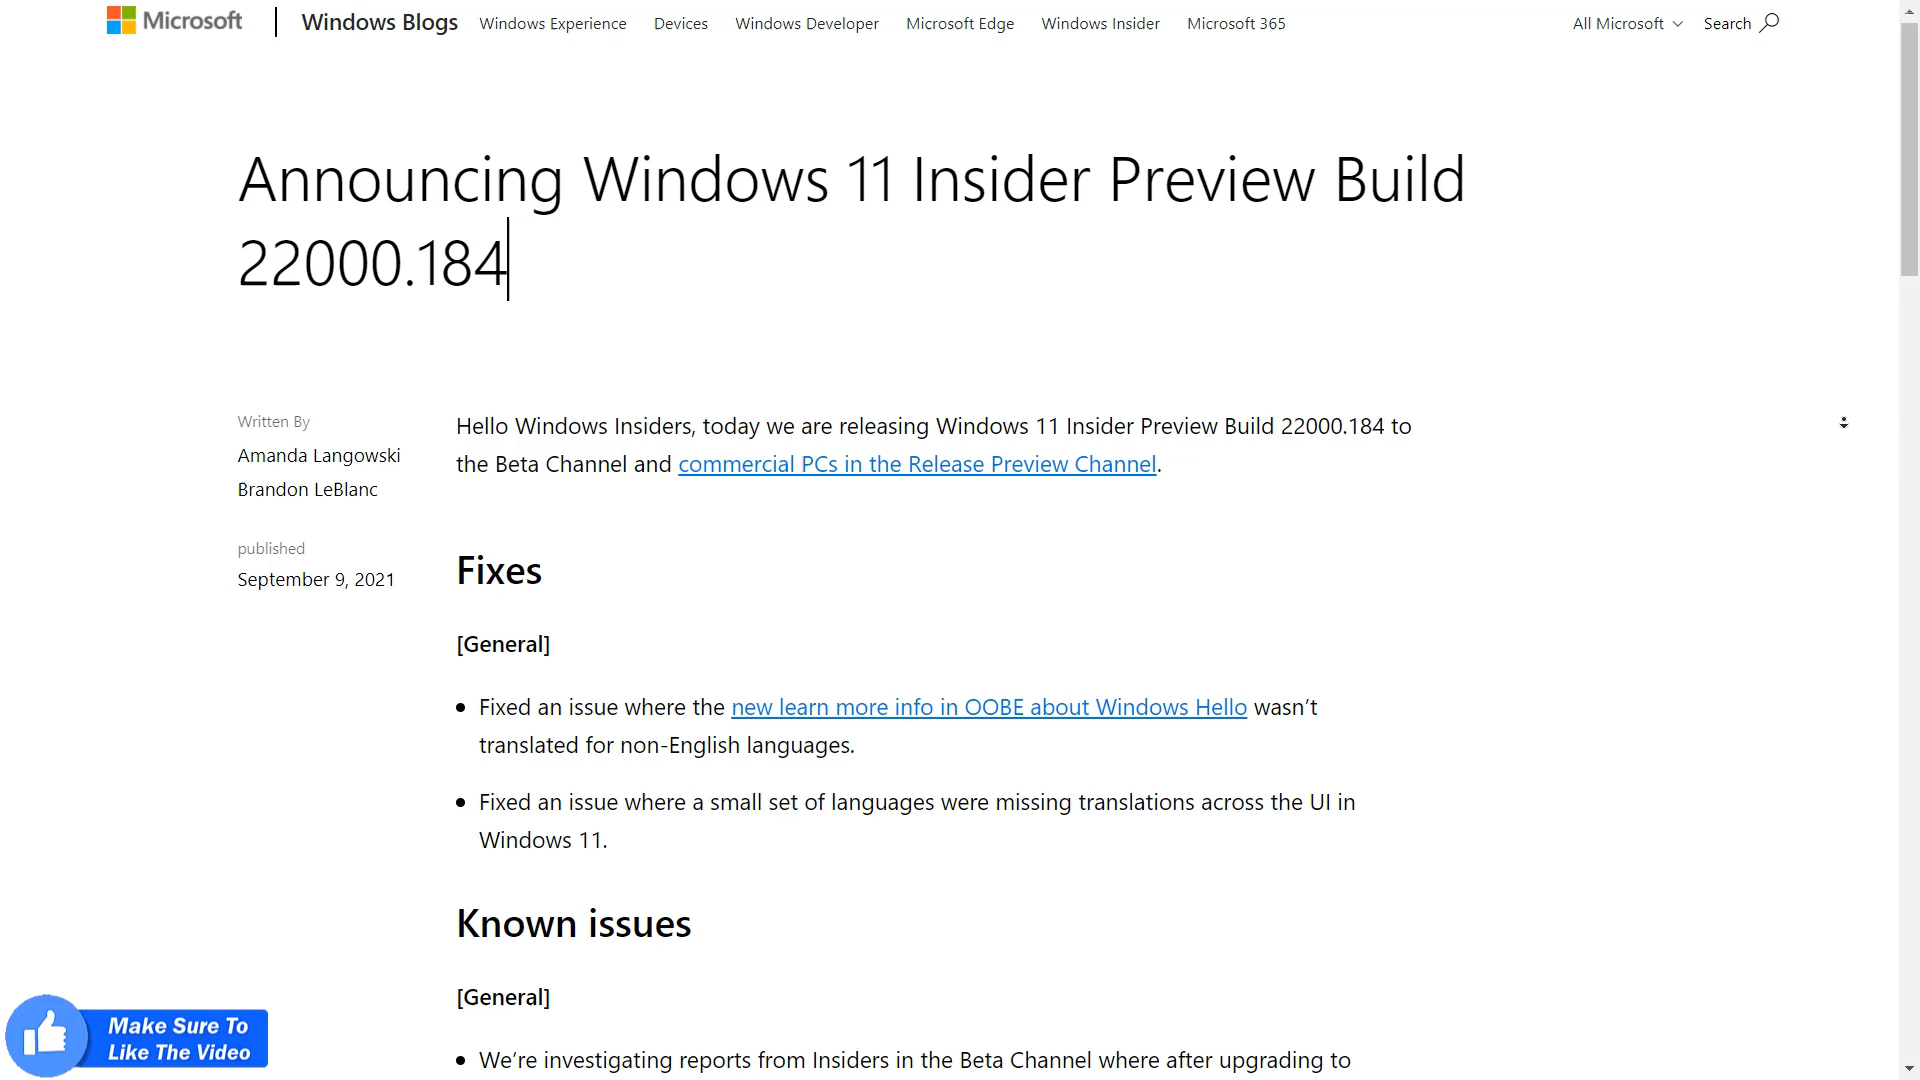 Microsoft
Windows Blogs
Windows Experience
Devices
Windows Developer
Microsoft Edge
Windows Insider
Microsoft 365
All Microsoft
Search
Announcing Windows 11 Insider Preview Build
22000.184
Written By
Amanda Langowski
Brandon LeBlanc
published
September 9, 2021
Hello Windows Insiders, today we are releasing Windows 11 Insider Preview Build 22000.184 to
the Beta Channel and commercial PCs in the Release Preview Channel.
Fixes
[General]
• Fixed an issue where the new learn more info in OOBE about Windows Hello wasn’t
translated for non-English languages.
• Fixed an issue where a small set of languages were missing translations across the UI in
Windows 11.
Known issues
[General]
• We’re investigating reports from Insiders in the Beta Channel where after upgrading to
Make Sure To
Like The Video